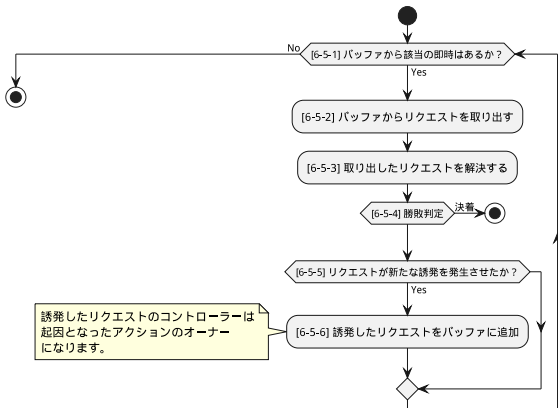 No
[6-5-1] バッファから該当の即時はあるか？
Yes
[6-5-2] バッファからリクエストを取り出す
[6-5-3] 取り出したリクエストを解決する
[6-5-4] 勝敗判定
決着
[6-5-5] リクエストが新たな誘発を発生させたか？
Yes
誘発したリクエストのコントローラーは
起因となったアクションのオーナー
になります。
[6-5-6] 誘発したリクエストをバッファに追加